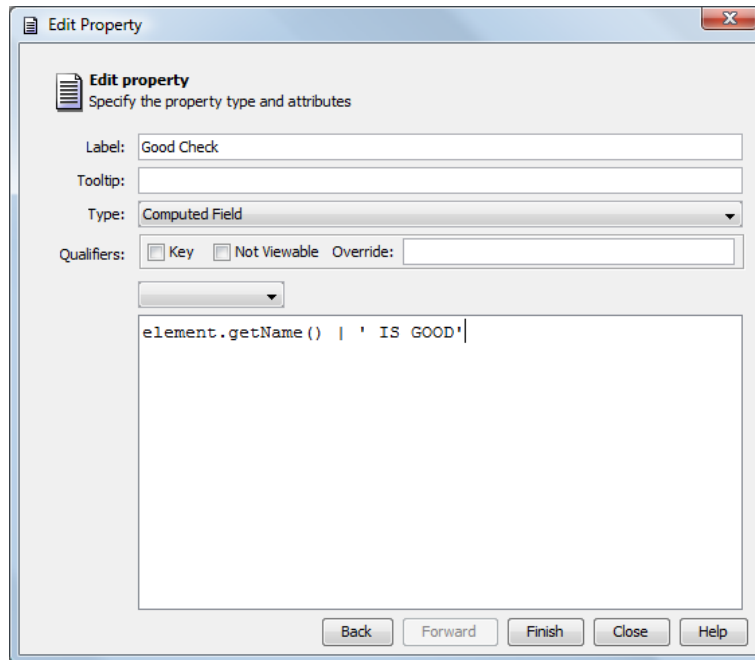 Edit Property
Edit property
Specify the property type and attributes
Label: Good Check
Tooltip:
Type: Computed Field
Qualifiers: Key Not Viewable Override:
element.getName() | ' IS GOOD'
Back Forward Finish Close Help